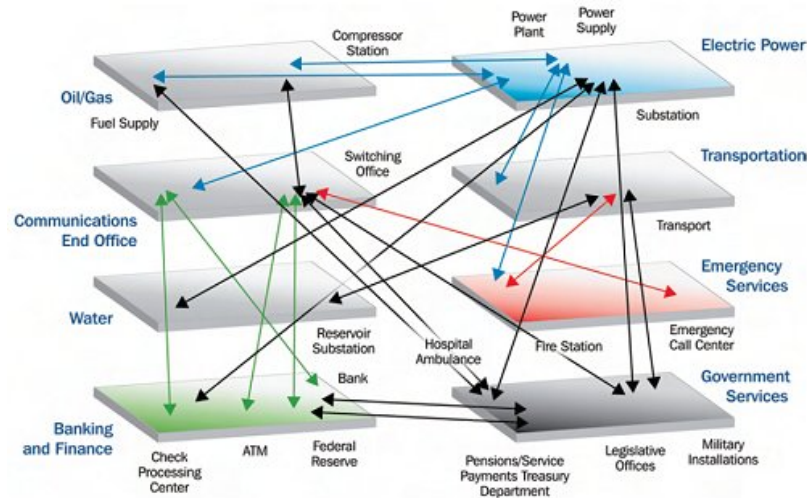 Compressor
Station
Power
Plant
Power
Supply
Electric Power
Oil/Gas
Fuel Supply
Substation
Switching
Office
Transportation
Communications
End Office
Transport
Water
Emergency
Services
Reservoir
Substation
Hospital
Ambulance
Fire Station
Emergency
Call Center
Bank
Government
Services
Banking
and Finance
Check
Processing
Center
ATM
Federal
Reserve
Pensions/Service
Payments Treasury
Department
Legislative
Offices
Military
Installations